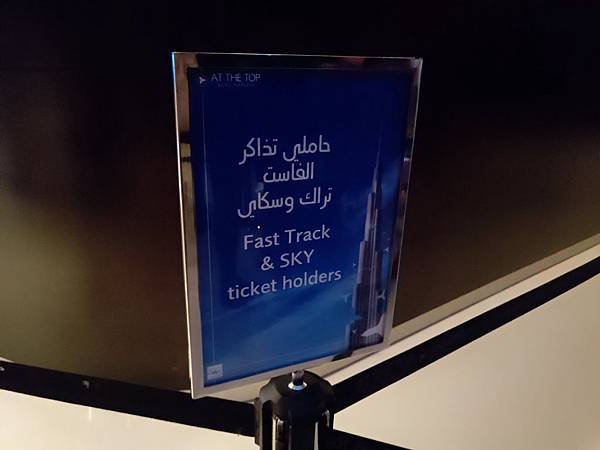 AT THE TOP
حاملي تذاكر
الفاست
تراك وسكاي
Fast Track
& SKY
ticket holders